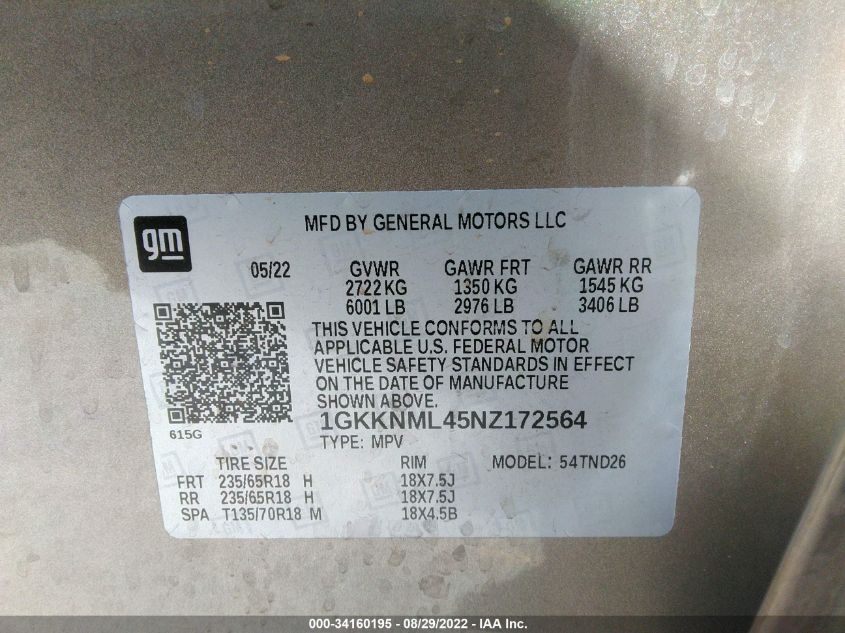 gm
MFD BY GENERAL MOTORS LLC
05/22 GVWR GAWR FRT GAWR RR
2722 KG 1350 KG 1545 KG
6001 LB 2976 LB 3406 LB
THIS VEHICLE CONFORMS TO ALL
APPLICABLE U.S. FEDERAL MOTOR
VEHICLE SAFETY STANDARDS IN EFFECT
ON THE DATE OF MANUFACTURE
SHOWN ABOVE.
1GKKNML45NZ172564
615G
TYPE: MPV
TIRE SIZE RIM MODEL: 54TND26
FRT 235/65R18 H 18X7.5J
RR 235/65R18 H 18X7.5J
SPA T135/70R18 M 18X4.5B
000-34160195 - 08/29/2022 - IAA Inc.